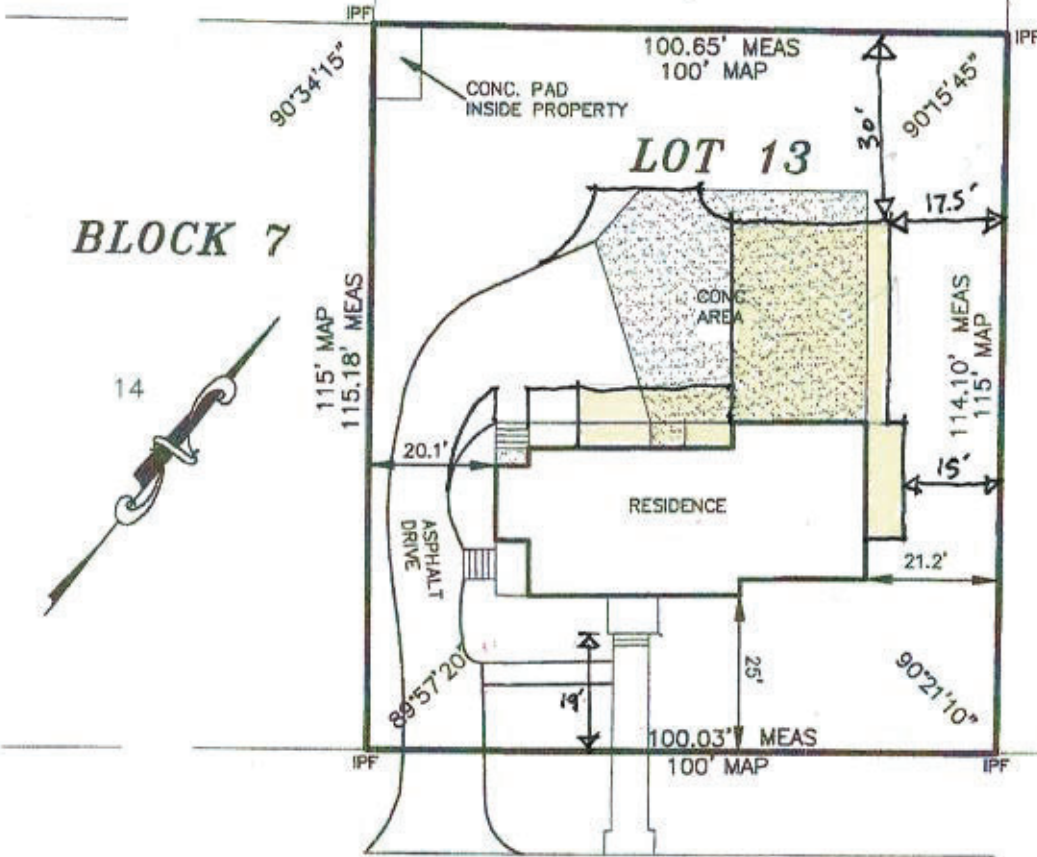 IPF
IPF
100.65' MEAS
100' MAP
90°34'15"
CONC. PAD
INSIDE PROPERTY
90°15'45"
30'
LOT 13
17.5'
BLOCK 7
CONC
AREA
115' MAP
115.18' MEAS
114.10' MEAS
115' MAP
14
20.1'
15'
RESIDENCE
ASPHALT
DRIVE
21.2'
25'
19'
89°57'20"
90°21'10"
100.03' MEAS
100' MAP
IPF
IPF